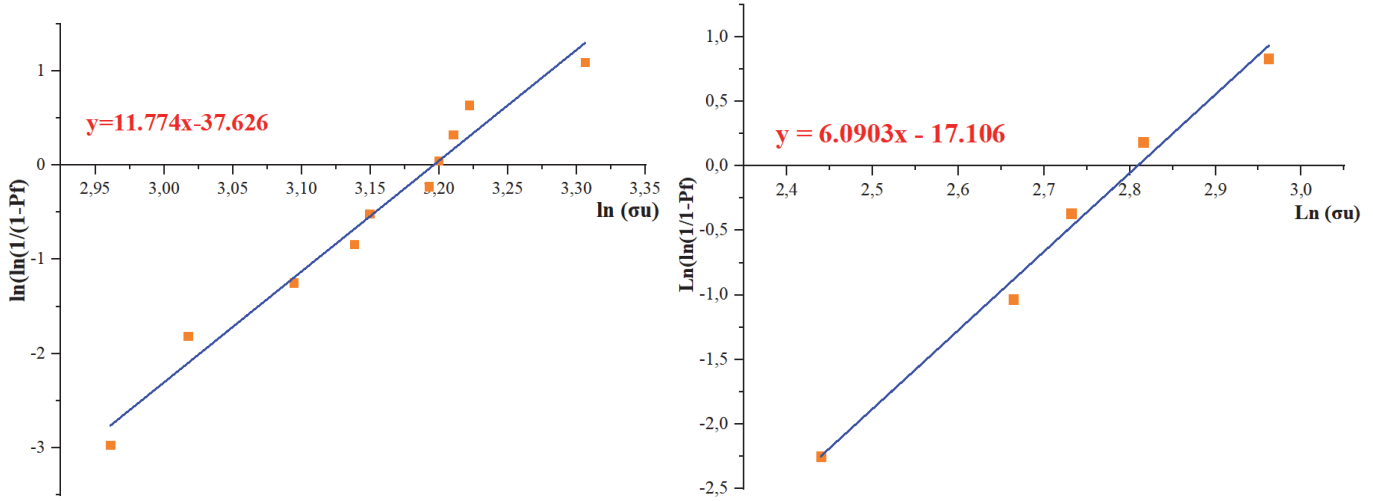 1
0
-1
-2
-3
2,95 3,00 3,05 3,10 3,15 3,20 3,25 3,30 3,35
y=11.774x-37.626
ln (σu)
ln(ln(1/(1-Pf)
1,0
0,5
0,0
-0,5
-1,0
-1,5
-2,0
-2,5
2,4 2,5 2,6 2,7 2,8 2,9 3,0
y = 6.0903x - 17.106
Ln (σu)
Ln(ln(1/1-Pf)